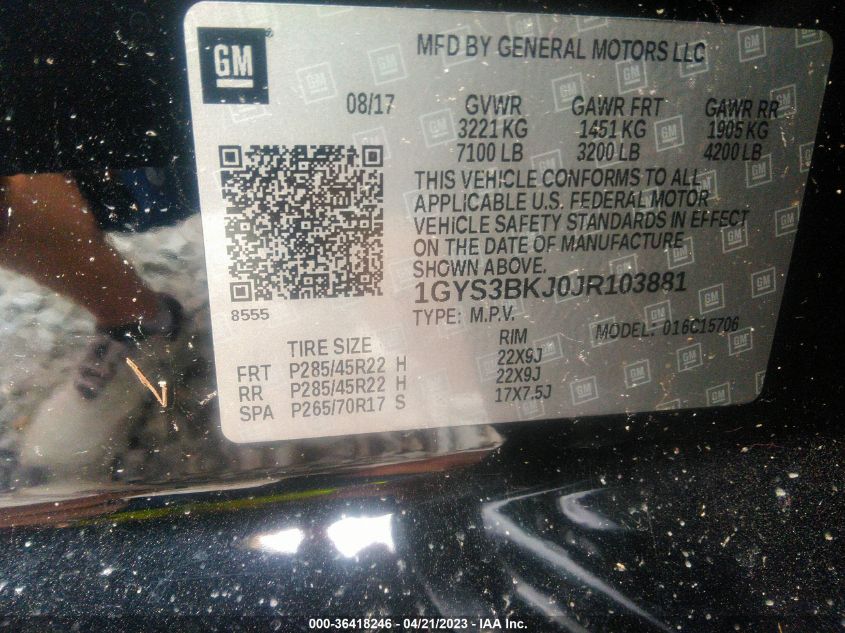 GM
MFD BY GENERAL MOTORS LLC
08/17 GVWR GAWR FRT GAWR RR
3221 KG 1451 KG 1905 KG
7100 LB 3200 LB 4200 LB
THIS VEHICLE CONFORMS TO ALL
APPLICABLE U.S. FEDERAL MOTOR
VEHICLE SAFETY STANDARDS IN EFFECT
ON THE DATE OF MANUFACTURE
SHOWN ABOVE.
1GYS3BKJ0JR103881
8555
TYPE: M.P.V. MODEL: 016C15706
TIRE SIZE RIM
FRT P285/45R22 H 22X9J
RR P285/45R22 H 22X9J
SPA P265/70R17 S 17X7.5J
000-36418246 - 04/21/2023 - IAA Inc.